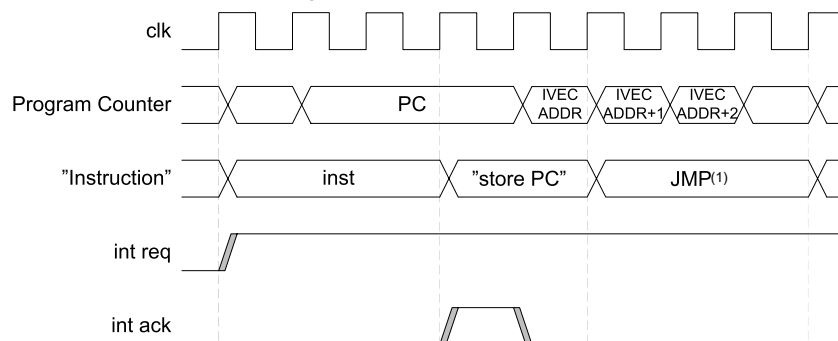 clk
Program Counter
PC
IVEC
ADDR
IVEC
ADDR+1
IVEC
ADDR+2
”Instruction”
inst
”store PC”
JMP(1)
int req
int ack